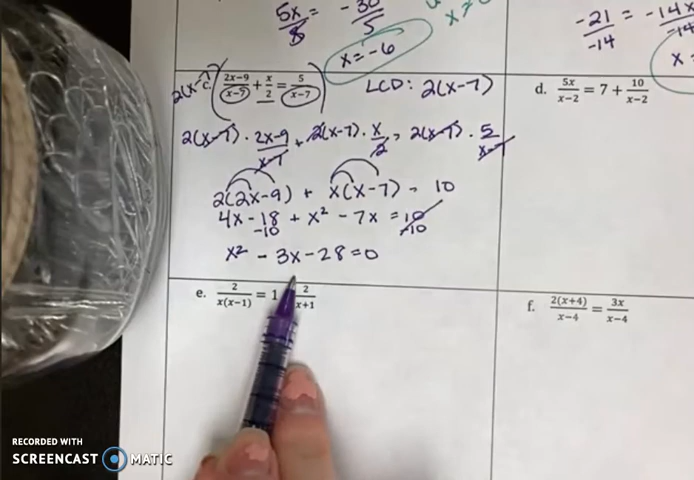 5x/5 = -30/5
x = -6
-21/-14 = -14x/-14
x =
2(x-7)
c. (2x-9)/(x-7) + x/2 = 5/(x-7)
LCD: 2(x-7)
d. 5x/(x-2) = 7 + 10/(x-2)
2(x-7) · (2x-9)/(x-7) + 2(x-7) · x/2 = 2(x-7) · 5/(x-7)
2(2x-9) + x(x-7) = 10
4x - 18 + x² - 7x = 10
-10 -10
x² - 3x - 28 = 0
e. 2/(x(x-1)) = 1 2/(x+1)
f. 2(x+4)/(x-4) = 3x/(x-4)
RECORDED WITH
SCREENCAST MATIC